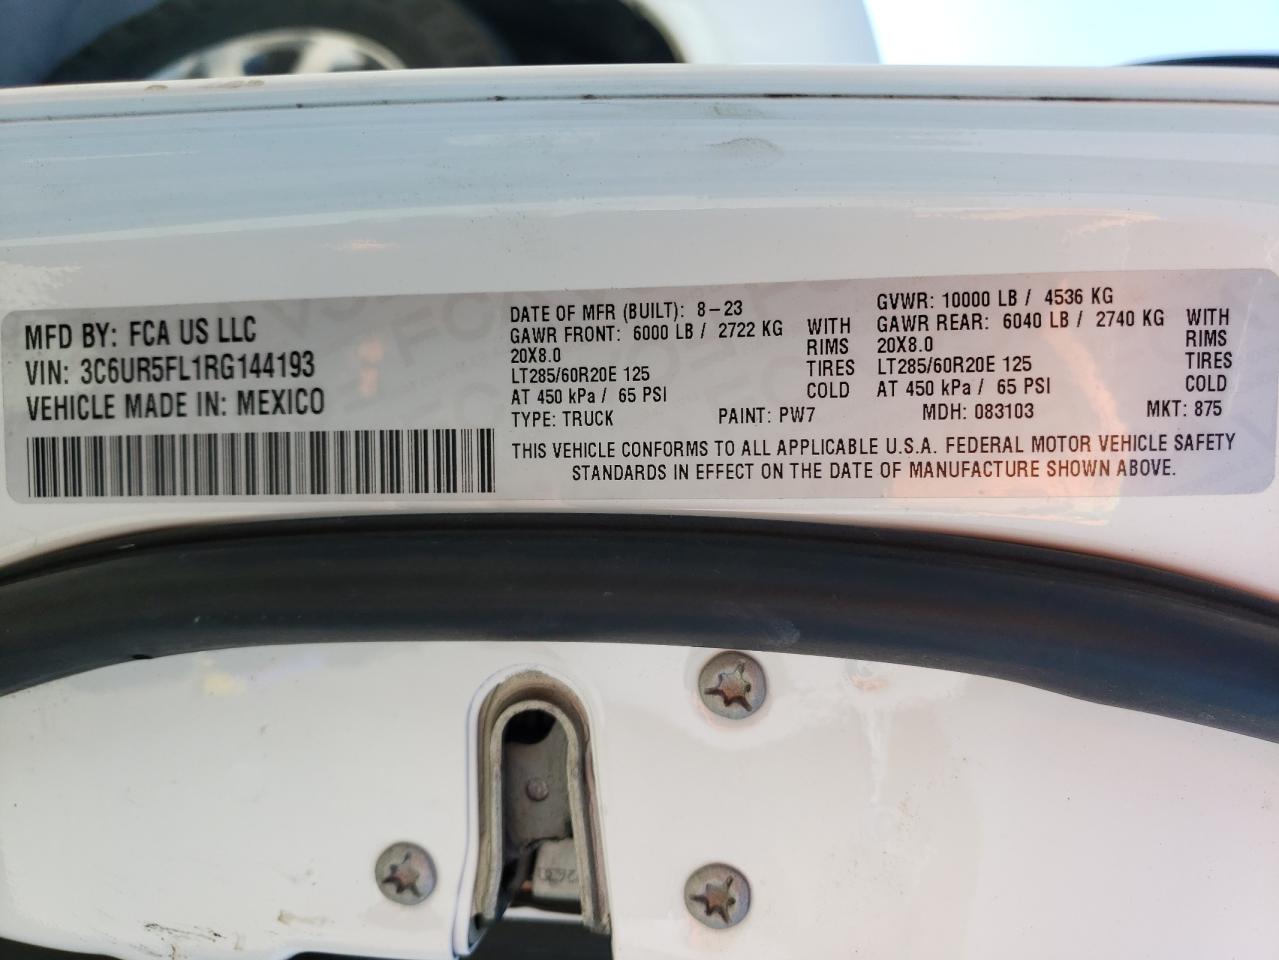 MFD BY: FCA US LLC
VIN: 3C6UR5FL1RG144193
VEHICLE MADE IN: MEXICO
DATE OF MFR (BUILT): 8-23
GAWR FRONT: 6000 LB / 2722 KG WITH
20X8.0 RIMS
LT285/60R20E 125 TIRES
AT 450 kPa / 65 PSI COLD
GVWR: 10000 LB / 4536 KG
GAWR REAR: 6040 LB / 2740 KG WITH
20X8.0 RIMS
LT285/60R20E 125 TIRES
AT 450 kPa / 65 PSI COLD
TYPE: TRUCK PAINT: PW7 MDH: 083103 MKT: 875
THIS VEHICLE CONFORMS TO ALL APPLICABLE U.S.A. FEDERAL MOTOR VEHICLE SAFETY
STANDARDS IN EFFECT ON THE DATE OF MANUFACTURE SHOWN ABOVE.